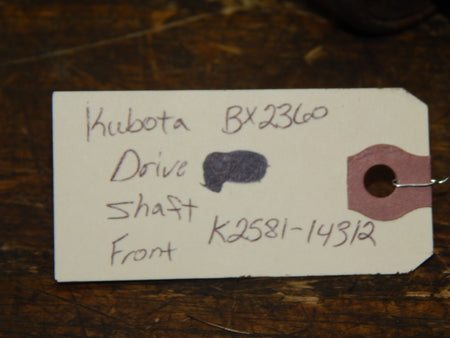 Kubota BX2360
Drive
Shaft
Front K2581-14312